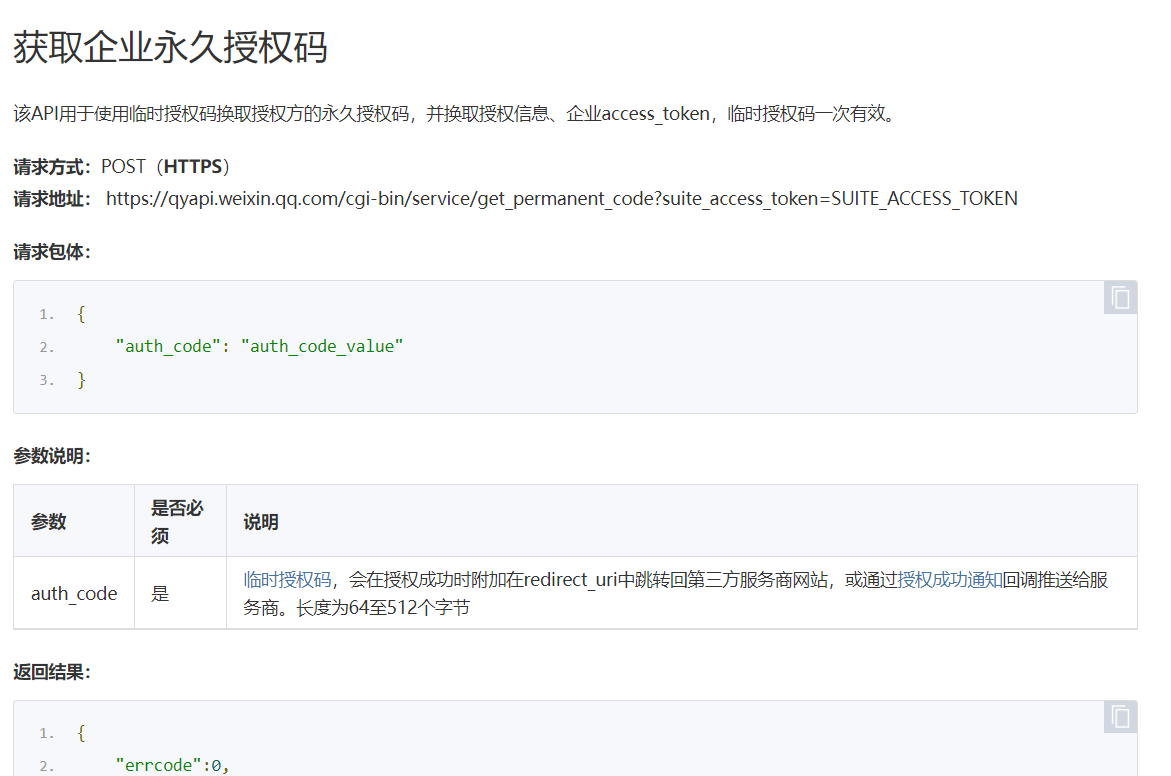 获取企业永久授权码
该API用于使用临时授权码换取授权方的永久授权码，并换取授权信息、企业access_token，临时授权码一次有效。
请求方式：POST（HTTPS）
请求地址： https://qyapi.weixin.qq.com/cgi-bin/service/get_permanent_code?suite_access_token=SUITE_ACCESS_TOKEN
请求包体：
1. {
2. "auth_code": "auth_code_value"
3. }
参数说明：
参数 是否必须 说明
auth_code 是 临时授权码，会在授权成功时附加在redirect_uri中跳转回第三方服务商网站，或通过授权成功通知回调推送给服
务商。长度为64至512个字节
返回结果：
1. {
2. "errcode":0,